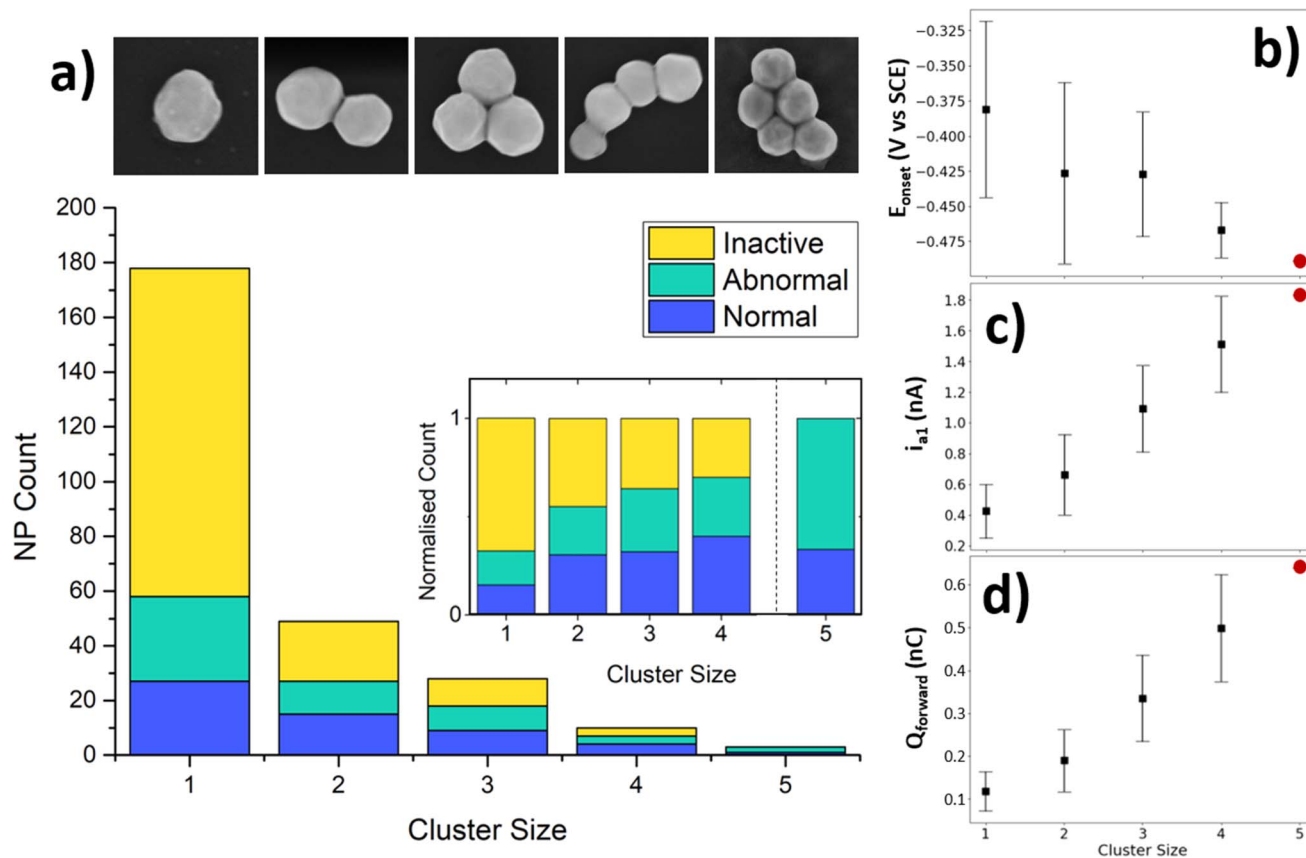 a)
200
180
160
140
120
100
80
60
40
20
0
NP Count
1 2 3 4 5
Cluster Size
Inactive
Abnormal
Normal
1
0
Normalised Count
1 2 3 4 5
Cluster Size
b)
−0.325
−0.350
−0.375
−0.400
−0.425
−0.450
−0.475
Eonset (V vs SCE)
c)
1.8
1.6
1.4
1.2
1.0
0.8
0.6
0.4
0.2
ia1 (nA)
d)
0.6
0.5
0.4
0.3
0.2
0.1
Qforward (nC)
1 2 3 4 5
Cluster Size